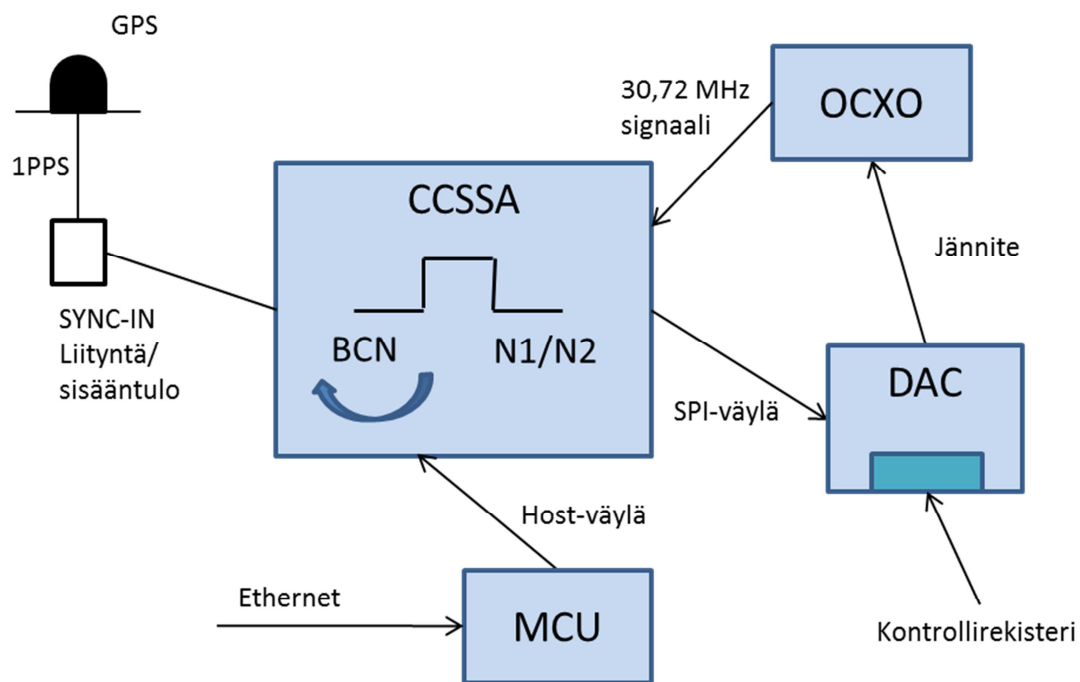 GPS
1PPS
SYNC-IN
Liityntä/
sisääntulo
CCSSA
BCN
N1/N2
30,72 MHz
signaali
OCXO
Jännite
DAC
SPI-väylä
Kontrollirekisteri
Host-väylä
Ethernet
MCU